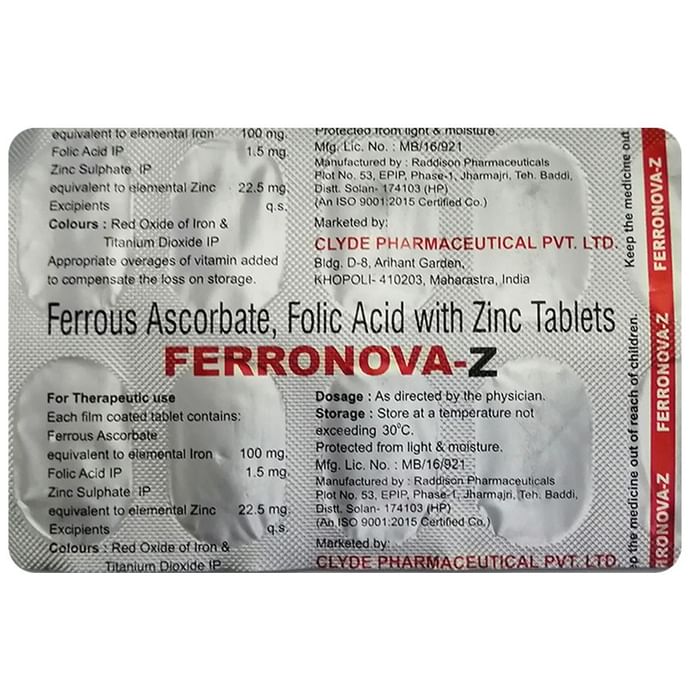 equivalent to elemental Iron 100 mg.
Folic Acid IP 1.5 mg.
Zinc Sulphate IP
equivalent to elemental Zinc 22.5 mg.
Excipients q.s.
Colours : Red Oxide of Iron &
Titanium Dioxide IP
Appropriate overages of vitamin added
to compensate the loss on storage.
Protected from light & moisture.
Mfg. Lic. No. : MB/16/921
Manufactured by : Raddison Pharmaceuticals
Plot No. 53, EPIP, Phase-1, Jharmajri, Teh. Baddi,
Distt. Solan- 174103 (HP)
(An ISO 9001:2015 Certified Co.)
Marketed by:
CLYDE PHARMACEUTICAL PVT. LTD.
Bldg. D-8, Arihant Garden,
KHOPOLI- 410203, Maharastra, India
Ferrous Ascorbate, Folic Acid with Zinc Tablets
FERRONOVA-Z
For Therapeutic use
Each film coated tablet contains:
Ferrous Ascorbate
equivalent to elemental Iron 100 mg.
Folic Acid IP 1.5 mg.
Zinc Sulphate IP
equivalent to elemental Zinc 22.5 mg.
Excipients q.s.
Colours : Red Oxide of Iron &
Titanium Dioxide IP
Dosage : As directed by the physician.
Storage : Store at a temperature not
exceeding 30°C.
Protected from light & moisture.
Mfg. Lic. No. : MB/16/921
Manufactured by : Raddison Pharmaceuticals
Plot No. 53, EPIP, Phase-1, Jharmajri, Teh. Baddi,
Distt. Solan- 174103 (HP)
(An ISO 9001:2015 Certified Co.)
Marketed by:
CLYDE PHARMACEUTICAL PVT. LTD.
Keep the medicine out
the medicine out of reach of children.
FERRONOVA-Z
FERRONOVA-Z
RONOVA-Z